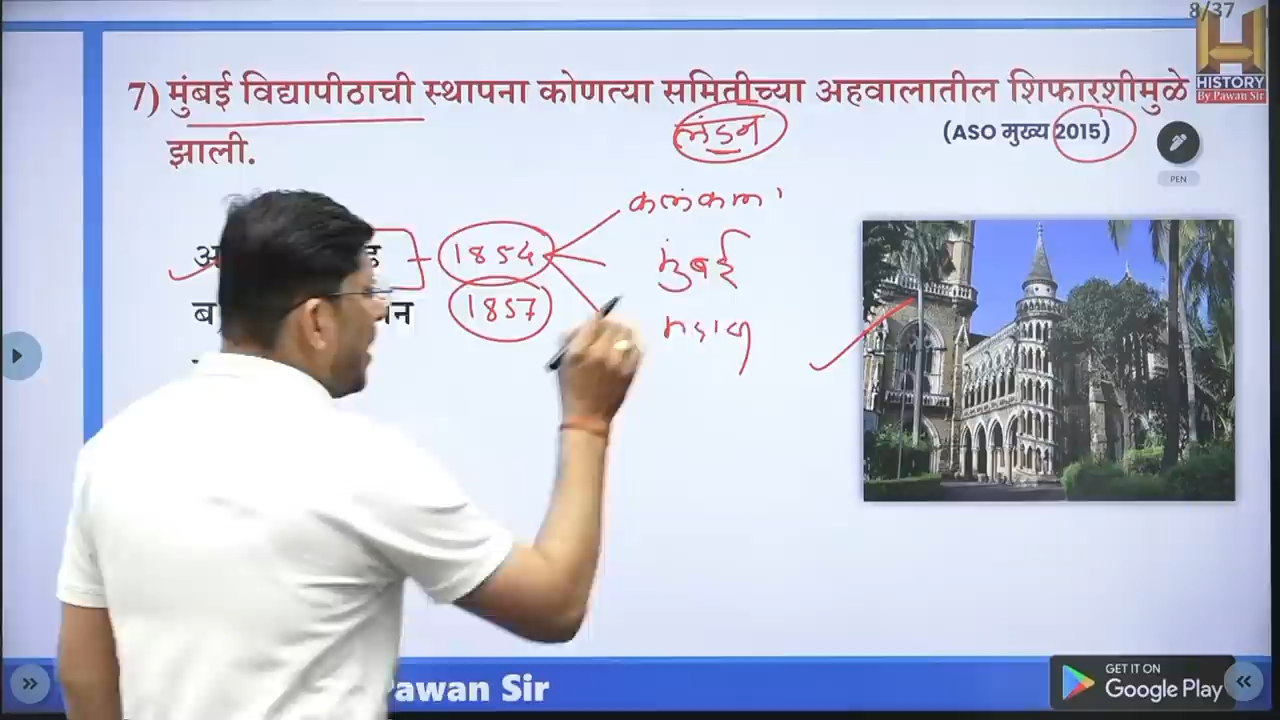 8/37
HISTORY
By Pawan Sir
7) मुंबई विद्यापीठाची स्थापना कोणत्या समितीच्या अहवालातील शिफारशीमुळे
झाली.
लंडन
(ASO मुख्य 2015)
PEN
कलकत्ता
अ ह 1854
मुंबई
ब न 1857
मद्रास
awan Sir
GET IT ON
Google Play